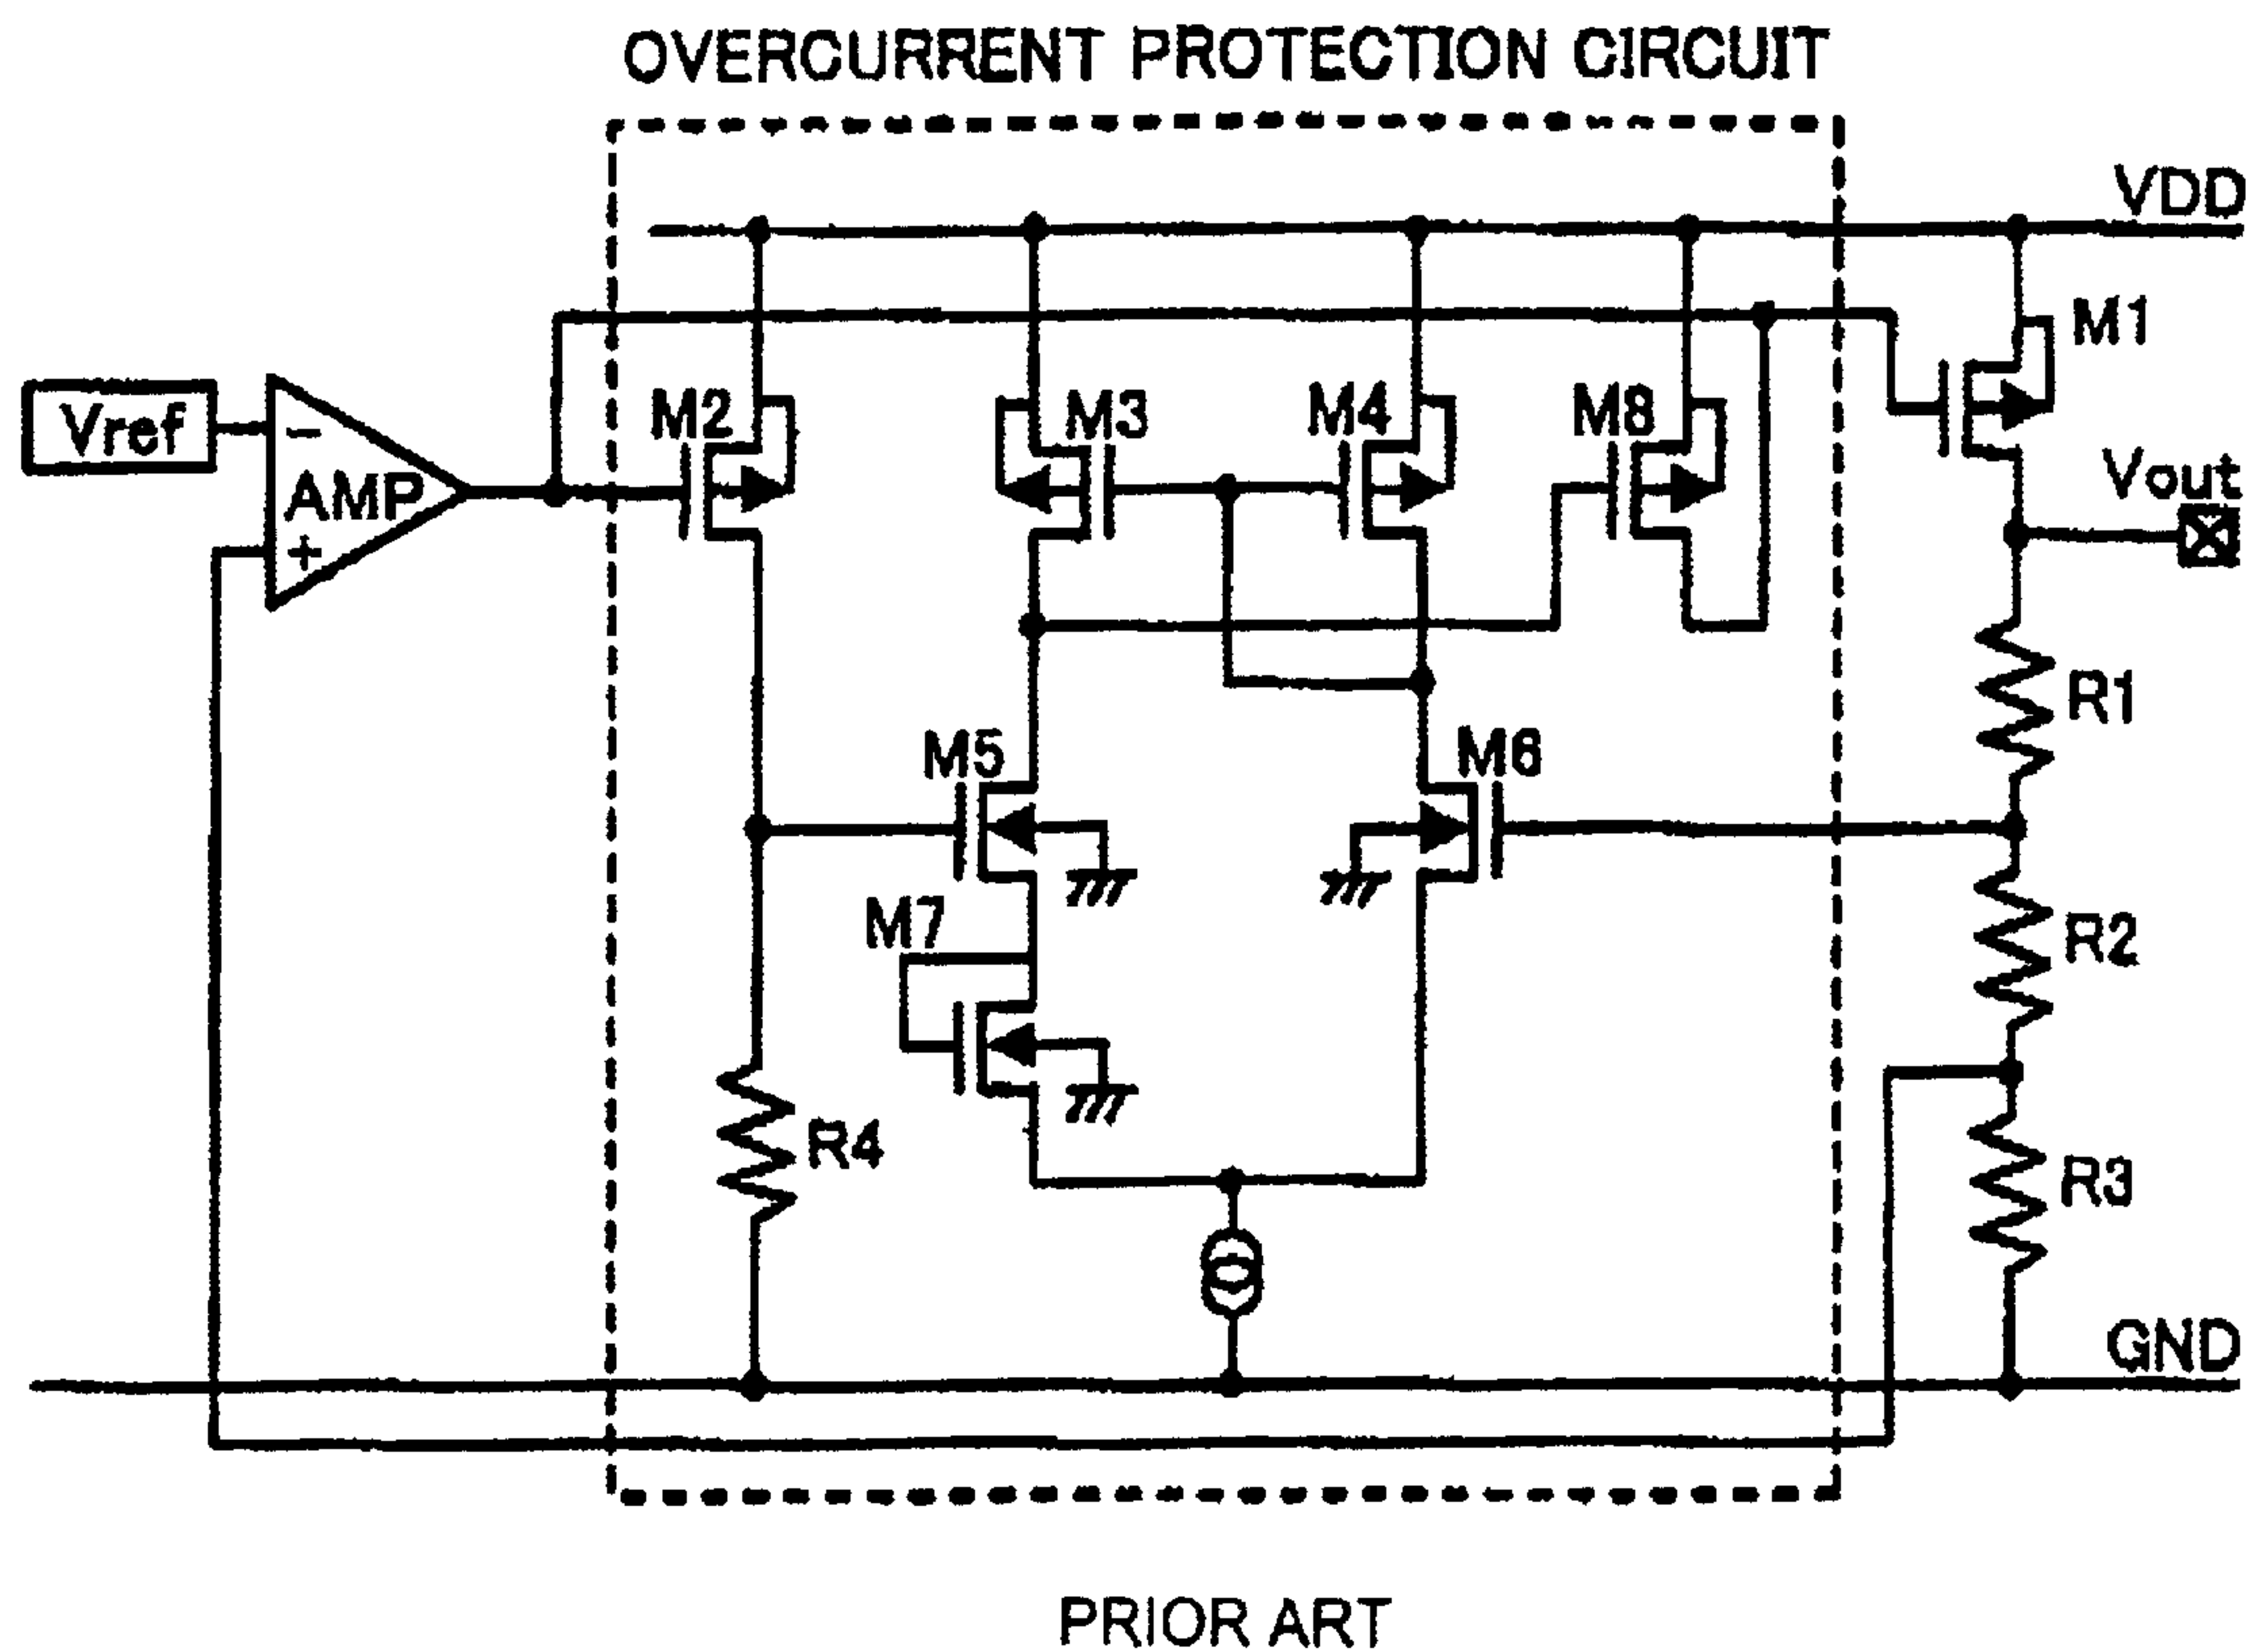 OVERCURRENT PROTECTION CIRCUIT
VDD
M1
Vref
-
AMP
+
M2
M3
M4
M8
Vout
R1
M5
M6
M7
R2
R4
R3
GND
PRIOR ART